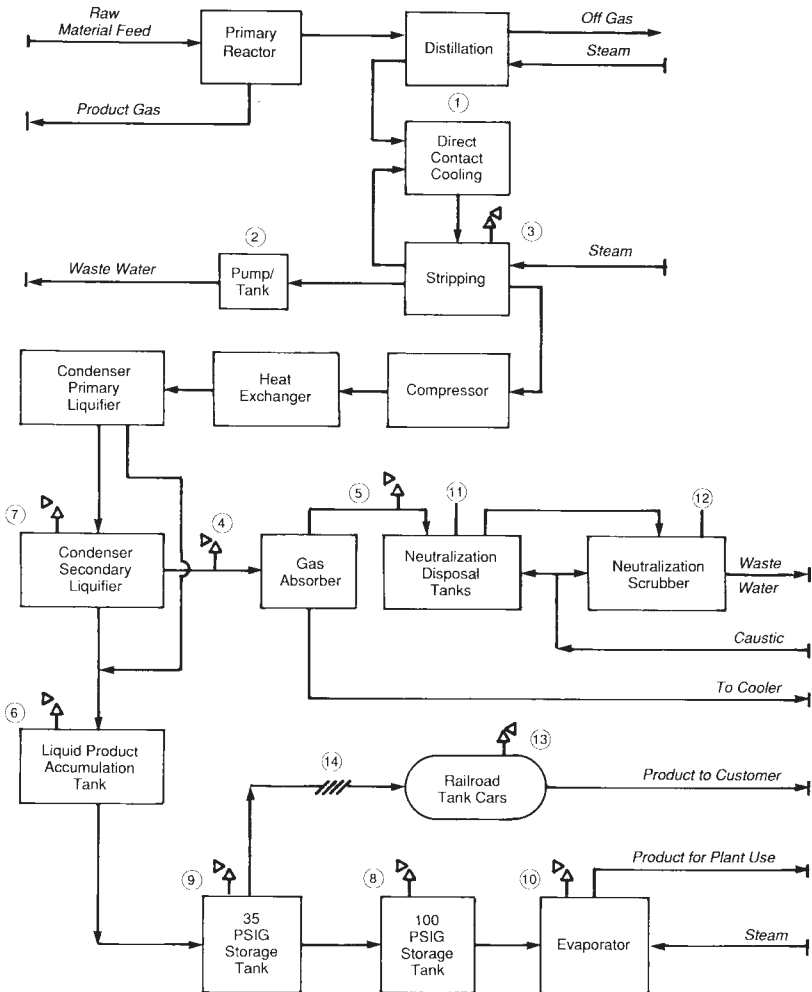 Raw
Material Feed
Primary
Reactor
Distillation
Off Gas
Steam
Product Gas
1
Direct
Contact
Cooling
2
3
Waste Water
Pump/
Tank
Stripping
Steam
Condenser
Primary
Liquifier
Heat
Exchanger
Compressor
7
4
5
11
12
Condenser
Secondary
Liquifier
Gas
Absorber
Neutralization
Disposal
Tanks
Neutralization
Scrubber
Waste
Water
Caustic
To Cooler
6
Liquid Product
Accumulation
Tank
14
13
Railroad
Tank Cars
Product to Customer
9
8
10
Product for Plant Use
35
PSIG
Storage
Tank
100
PSIG
Storage
Tank
Evaporator
Steam